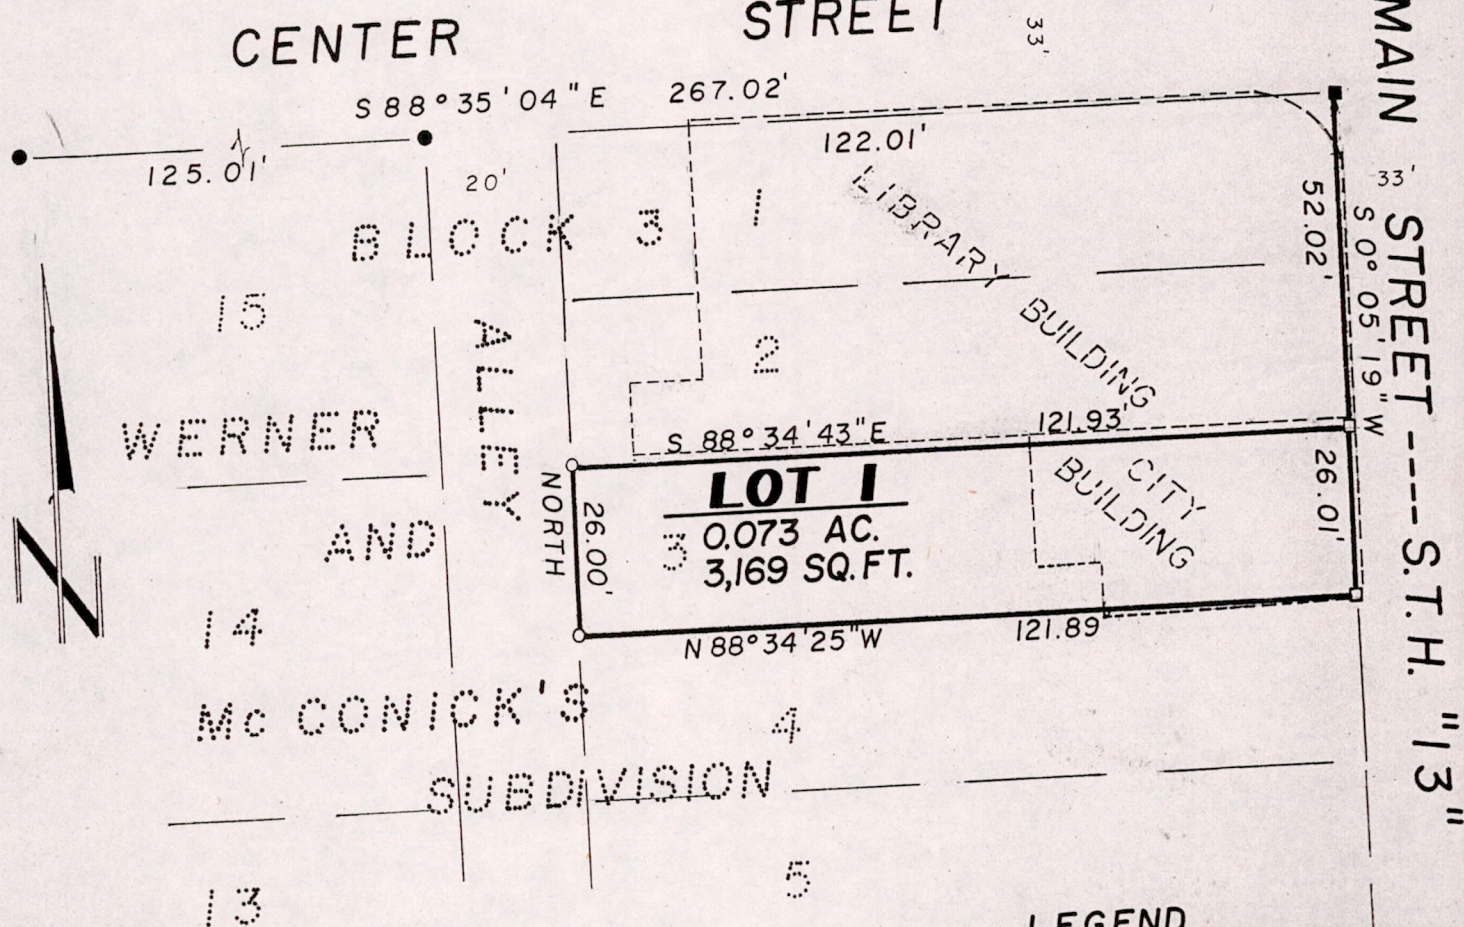 CENTER STREET
33'
MAIN STREET ---- S.T.H. "13"
S 88°35'04"E 267.02'
125.01'
122.01'
20'
33'
BLOCK 3
1
LIBRARY BUILDING
52.02'
S 0° 05'19"W
15
ALLEY
2
WERNER
S 88°34'43"E
121.93'
LOT 1
0.073 AC.
3,169 SQ.FT.
3
CITY
BUILDING
26.01'
NORTH
26.00'
AND
N
14
N 88°34'25"W
121.89
Mc CONICK'S
4
SUBDIVISION
13
5
LEGEND